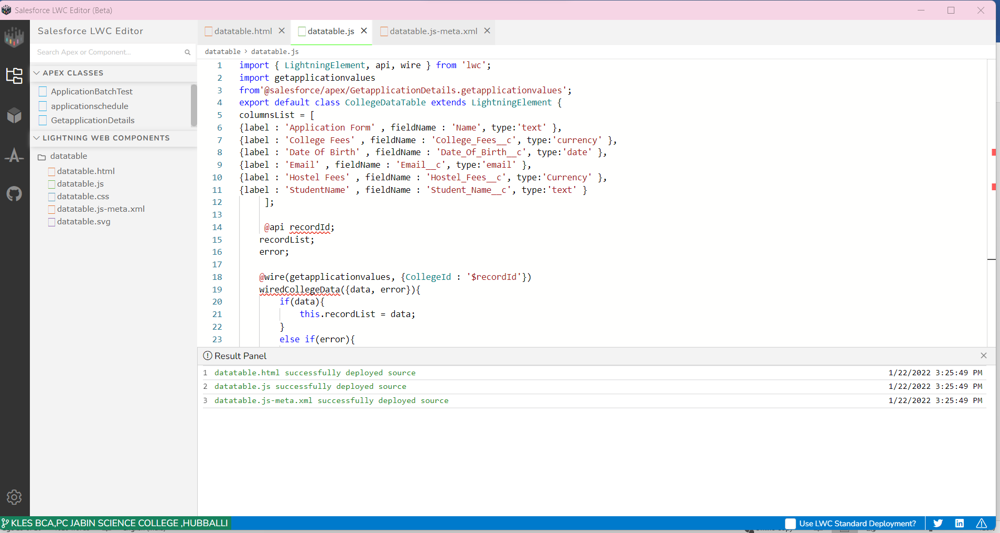 Salesforce LWC Editor (Beta)
Salesforce LWC Editor
Search Apex or Component...
APEX CLASSES
ApplicationBatchTest
applicationschedule
GetapplicationDetails
LIGHTNING WEB COMPONENTS
datatable
datatable.html
datatable.js
datatable.css
datatable.js-meta.xml
datatable.svg
datatable.html
datatable.js
datatable.js-meta.xml
datatable > datatable.js
1 import { LightningElement, api, wire } from 'lwc';
2 import getapplicationvalues
3 from'@salesforce/apex/GetapplicationDetails.getapplicationvalues';
4 export default class CollegeDataTable extends LightningElement {
5 columnsList = [
6 {label : 'Application Form' , fieldName : 'Name', type:'text' },
7 {label : 'College Fees' , fieldName : 'College_Fees__c', type:'currency' },
8 {label : 'Date Of Birth' , fieldName : 'Date_Of_Birth__c', type:'date' },
9 {label : 'Email' , fieldName : 'Email__c', type:'email' },
10 {label : 'Hostel Fees' , fieldName : 'Hostel_Fees__c', type:'Currency' },
11 {label : 'StudentName' , fieldName : 'Student_Name__c', type:'text' }
12 ];
13
14 @api recordId;
15 recordList;
16 error;
17
18 @wire(getapplicationvalues, {CollegeId : '$recordId'})
19 wiredCollegeData({data, error}){
20 if(data){
21 this.recordList = data;
22 }
23 else if(error){
Result Panel
1 datatable.html successfully deployed source 1/22/2022 3:25:49 PM
2 datatable.js successfully deployed source 1/22/2022 3:25:49 PM
3 datatable.js-meta.xml successfully deployed source 1/22/2022 3:25:49 PM
KLES BCA,PC JABIN SCIENCE COLLEGE ,HUBBALLI
Use LWC Standard Deployment?